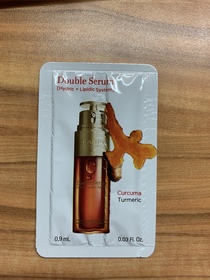 Double Serum
[Hydric + Lipidic System]
Curcuma
Turmeric
0.9 mL 0.03 Fl. Oz.